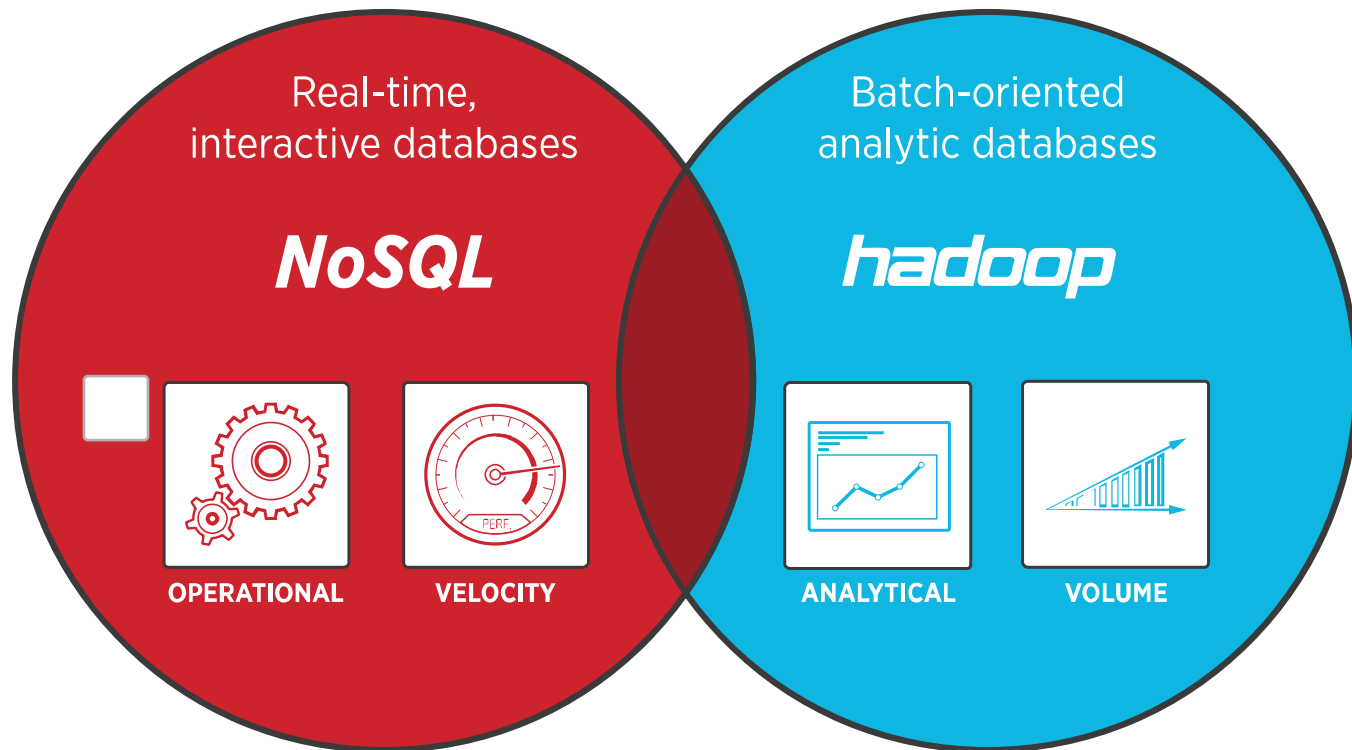 Real-time,
interactive databases
NoSQL
PERF.
OPERATIONAL
VELOCITY
Batch-oriented
analytic databases
hadoop
ANALYTICAL
VOLUME